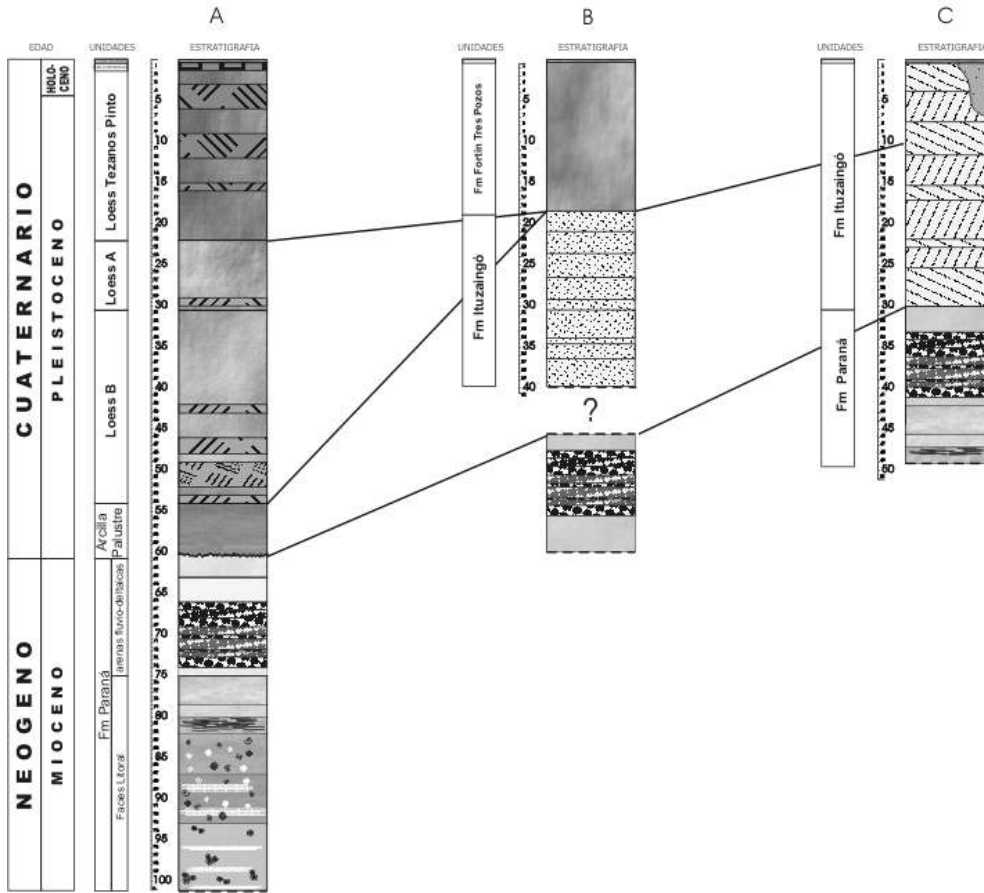 A
B
C
EDAD
UNIDADES
ESTRATIGRAFIA
UNIDADES
ESTRATIGRAFIA
UNIDADES
ESTRATIGRAFIA
CUATERNARIO
HOLO-
CENO
PLEISTOCENO
NEOGENO
MIOCENO
Loess Tezanos Pinto
Loess A
Loess B
Arcilla
Palustre
Fm Paraná
arenas fluvio-deltaicas
Facies Litoral
5
10
15
20
25
30
35
40
45
50
55
60
65
70
75
80
85
90
95
100
Fm Fortín Tres Pozos
Fm Ituzaingó
5
10
15
20
25
30
35
40
?
Fm Ituzaingó
Fm Paraná
5
10
15
20
25
30
35
40
45
50